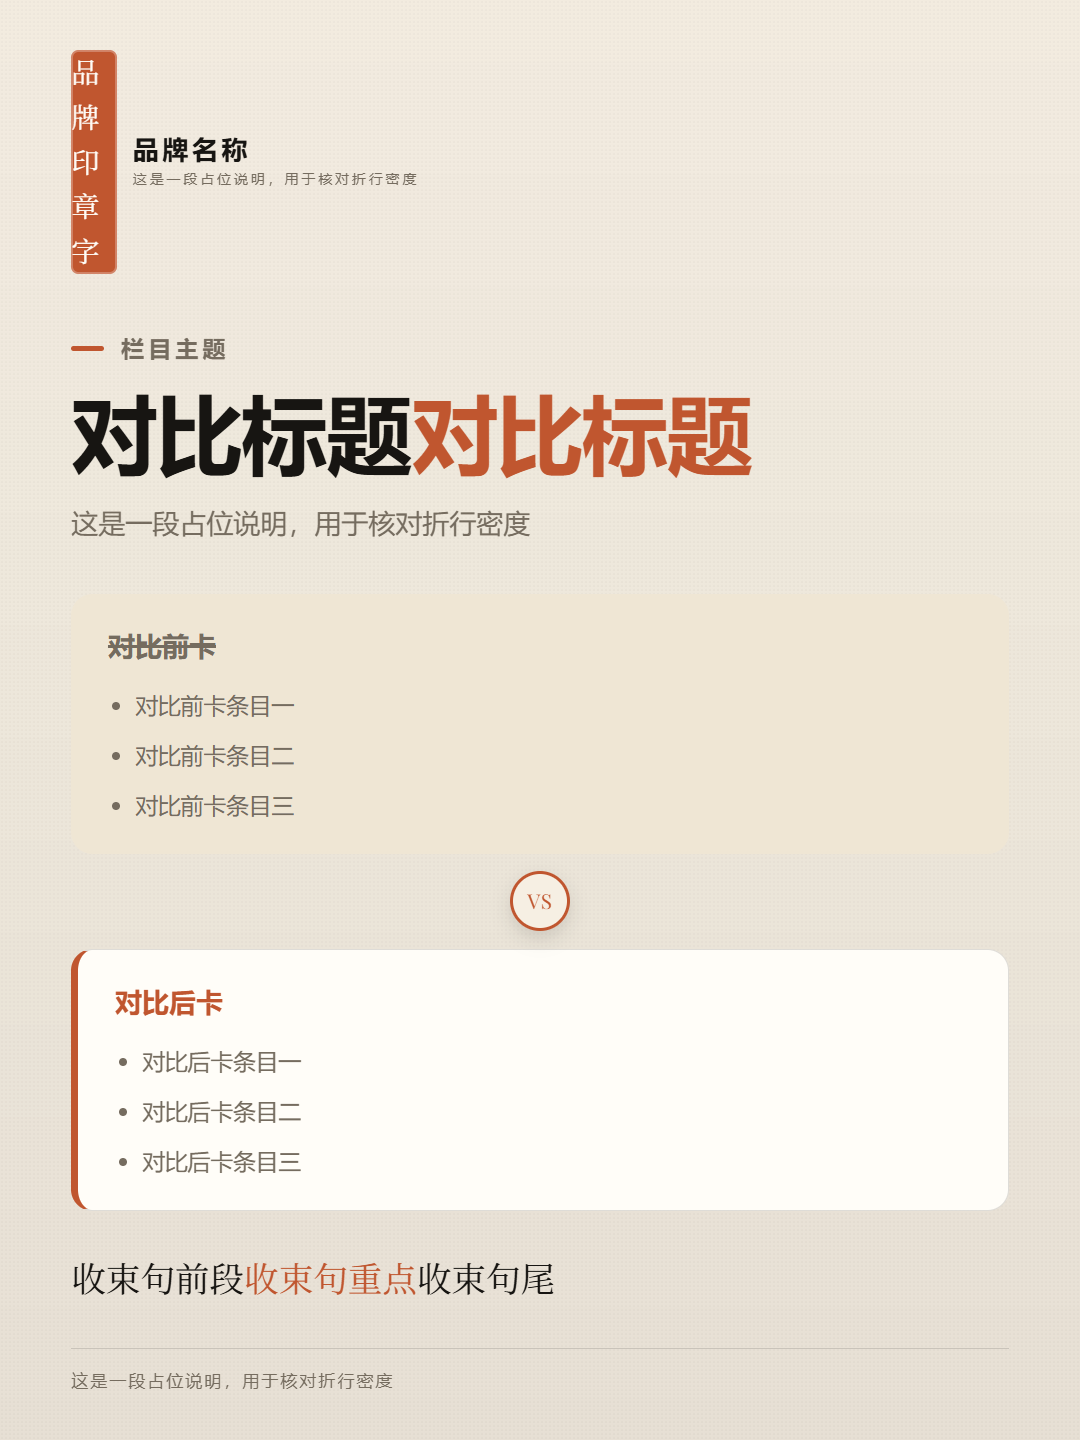 品牌印章字
品牌名称
这是一段占位说明，用于核对折行密度
栏目主题
对比标题对比标题
这是一段占位说明，用于核对折行密度
对比前卡
对比前卡条目一
对比前卡条目二
对比前卡条目三
VS
对比后卡
对比后卡条目一
对比后卡条目二
对比后卡条目三
收束句前段收束句重点收束句尾
这是一段占位说明，用于核对折行密度